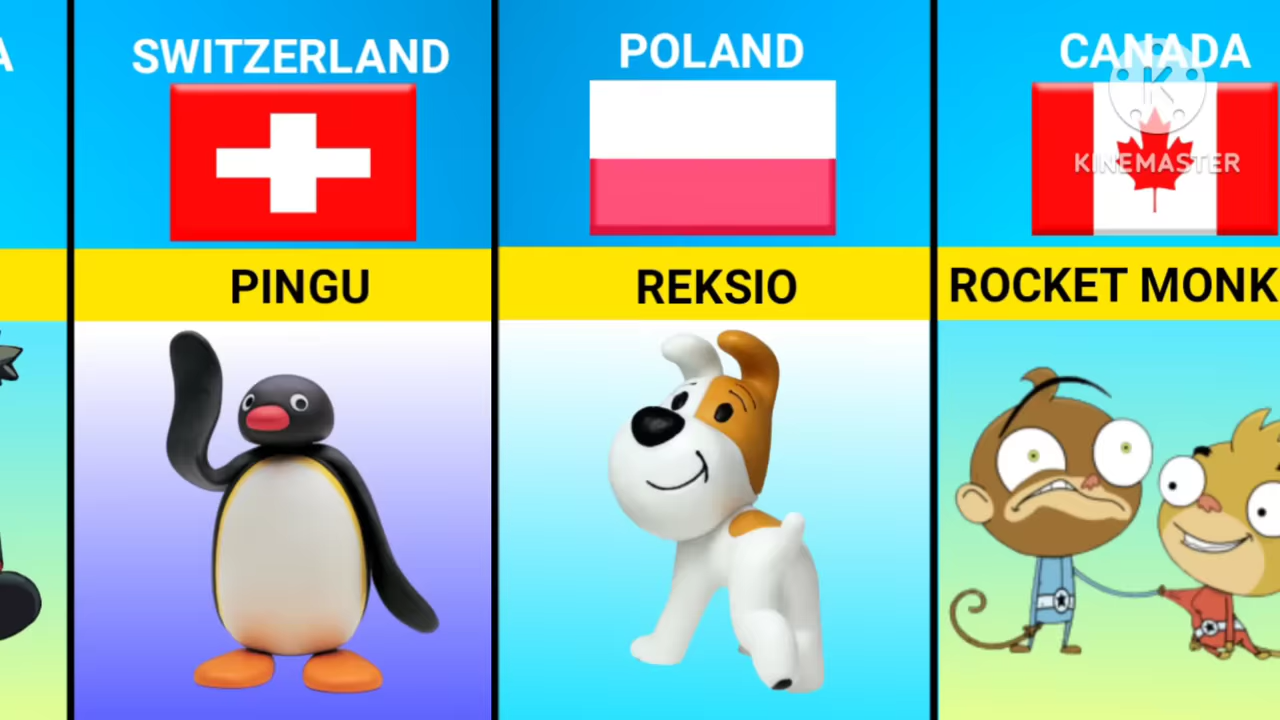 A
SWITZERLAND
POLAND
CANADA
K
KINEMASTER
PINGU
REKSIO
ROCKET MONK